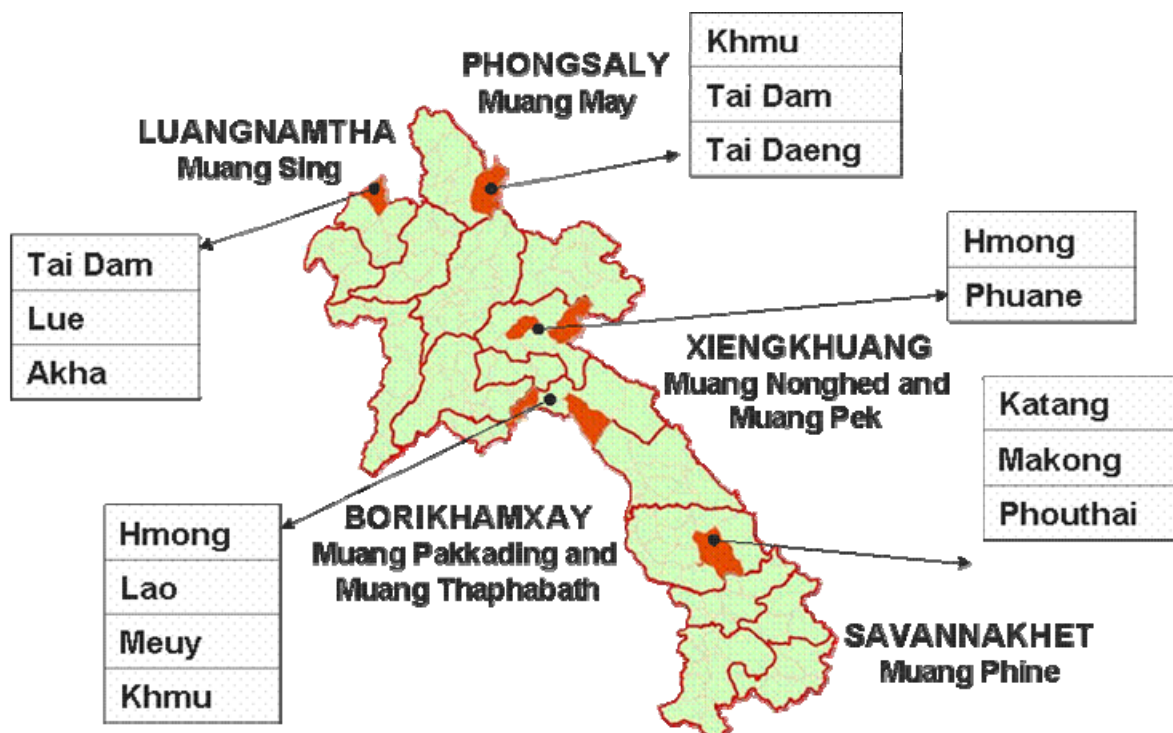 PHONGSALY
Muang May
Khmu
Tai Dam
Tai Daeng
LUANGNAMTHA
Muang Sing
Tai Dam
Lue
Akha
Hmong
Phuane
XIENGKHUANG
Muang Nonghed and
Muang Pek
Katang
Makong
Phouthai
Hmong
Lao
Meuy
Khmu
BORIKHAMXAY
Muang Pakkading and
Muang Thaphabath
SAVANNAKHET
Muang Phine